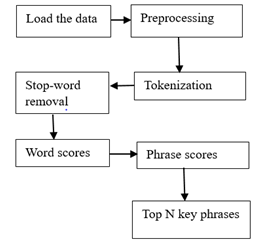 Load the data
Preprocessing
Tokenization
Stop-word
removal
Word scores
Phrase scores
Top N key phrases